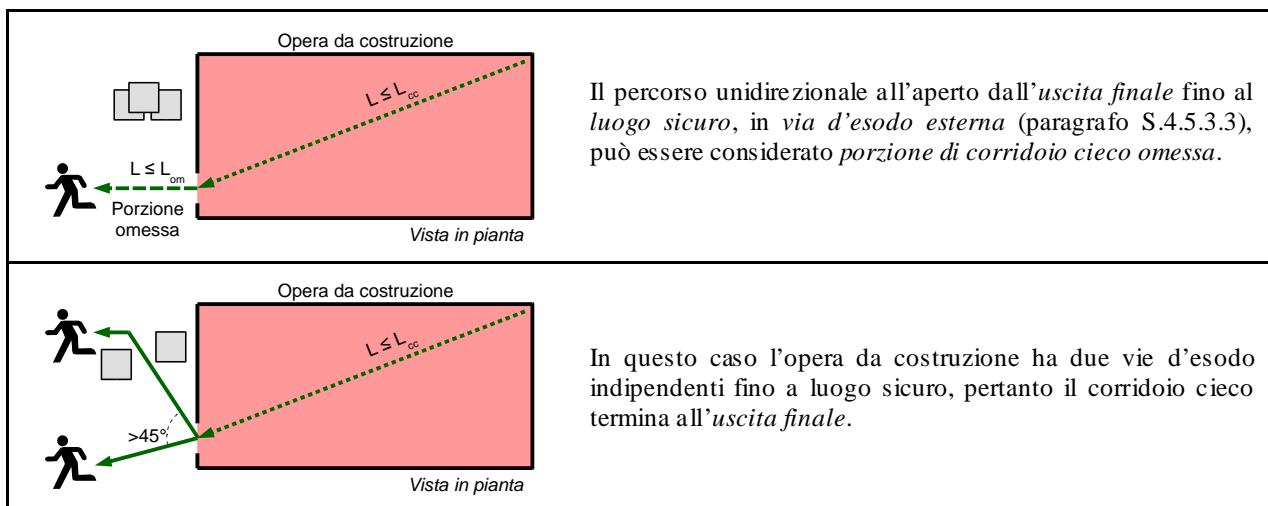 Opera da costruzione
L ≤ Lcc
L ≤ Lom
Porzione
omessa
Vista in pianta
Il percorso unidirezionale all’aperto dall’uscita finale fino al
luogo sicuro, in via d’esodo esterna (paragrafo S.4.5.3.3),
può essere considerato porzione di corridoio cieco omessa.
Opera da costruzione
L ≤ Lcc
>45°
Vista in pianta
In questo caso l’opera da costruzione ha due vie d’esodo
indipendenti fino a luogo sicuro, pertanto il corridoio cieco
termina all’uscita finale.